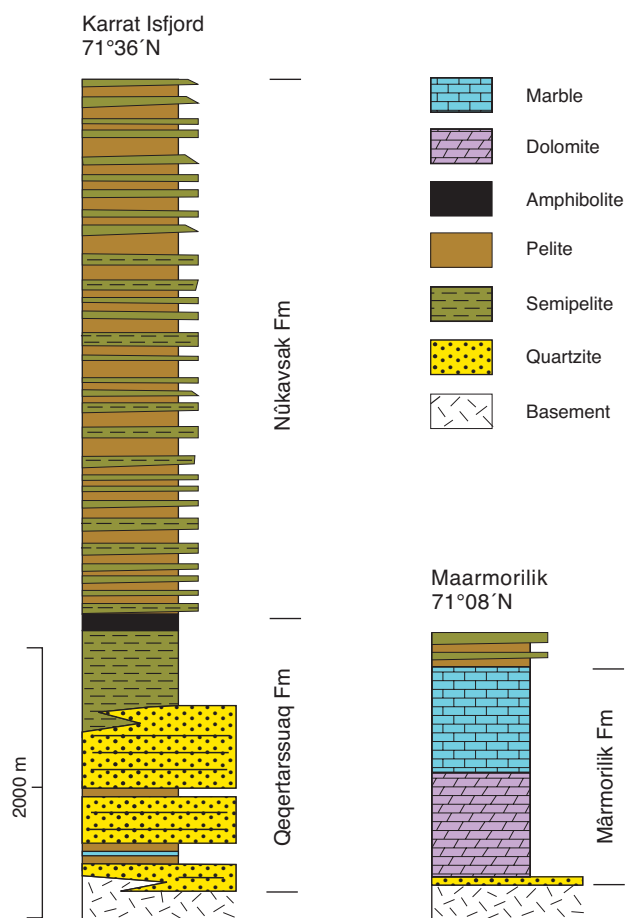 Karrat Isfjord
71°36´N
Marble
Dolomite
Amphibolite
Pelite
Semipelite
Quartzite
Basement
Nûkavsak Fm
Maarmorilik
71°08´N
Qeqertarssuaq Fm
Mârmorilik Fm
2000 m